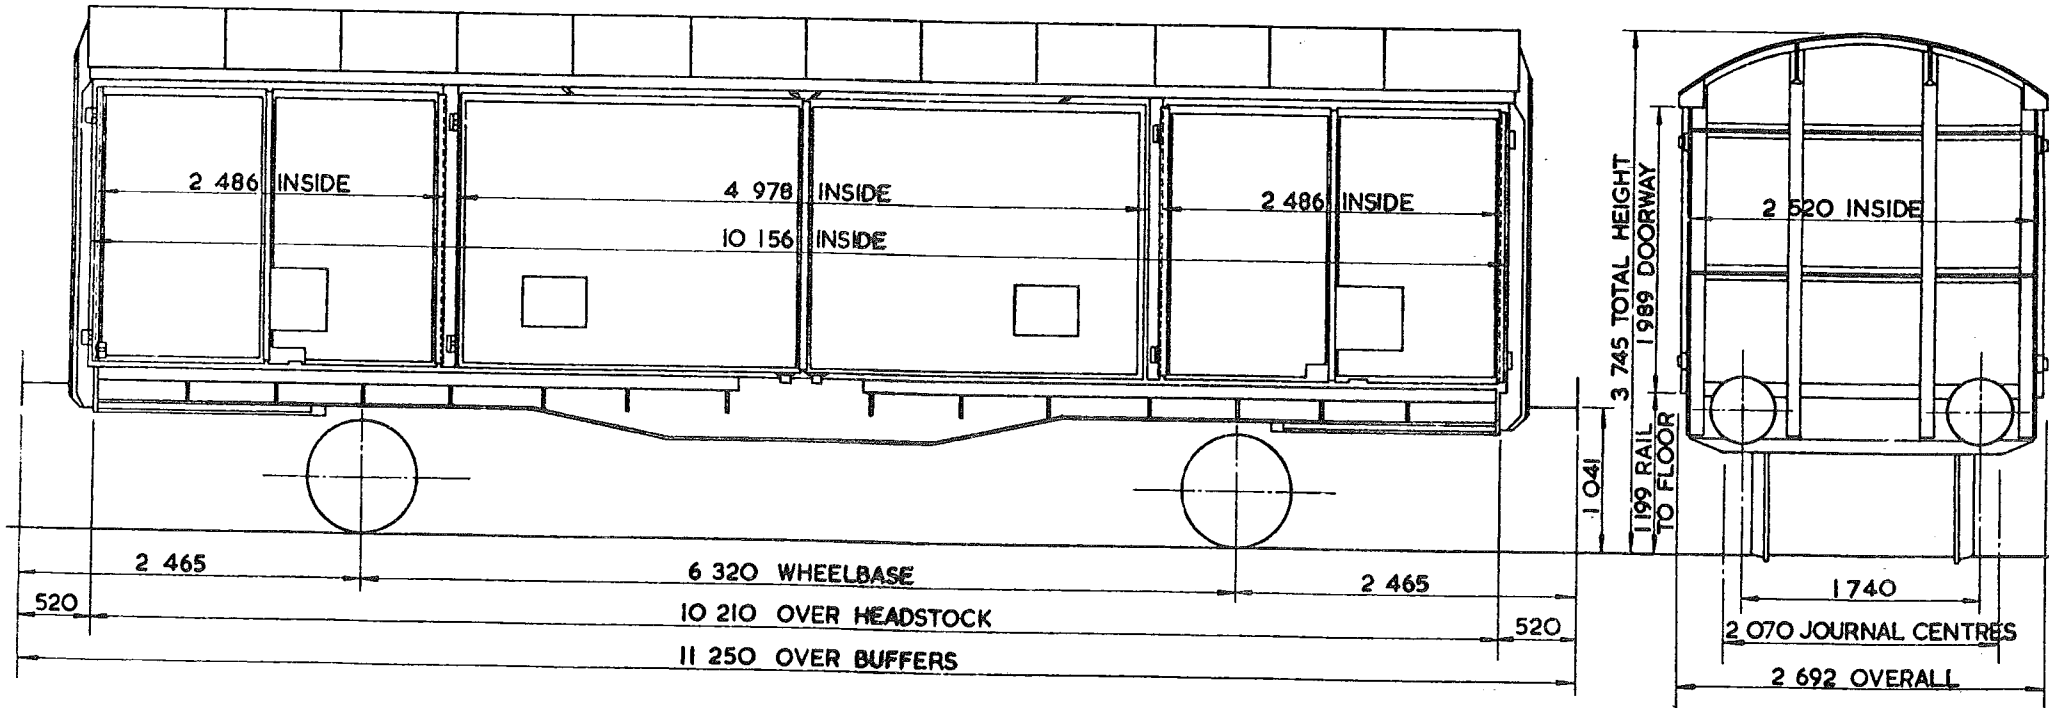 2 486 INSIDE
4 978 INSIDE
2 486 INSIDE
10 156 INSIDE
2 465
6 320 WHEELBASE
2 465
520
10 210 OVER HEADSTOCK
520
11 250 OVER BUFFERS
1 041
3 745 TOTAL HEIGHT
1 989 DOORWAY
1 199 RAIL
TO FLOOR
2 520 INSIDE
1 740
2 070 JOURNAL CENTRES
2 692 OVERALL